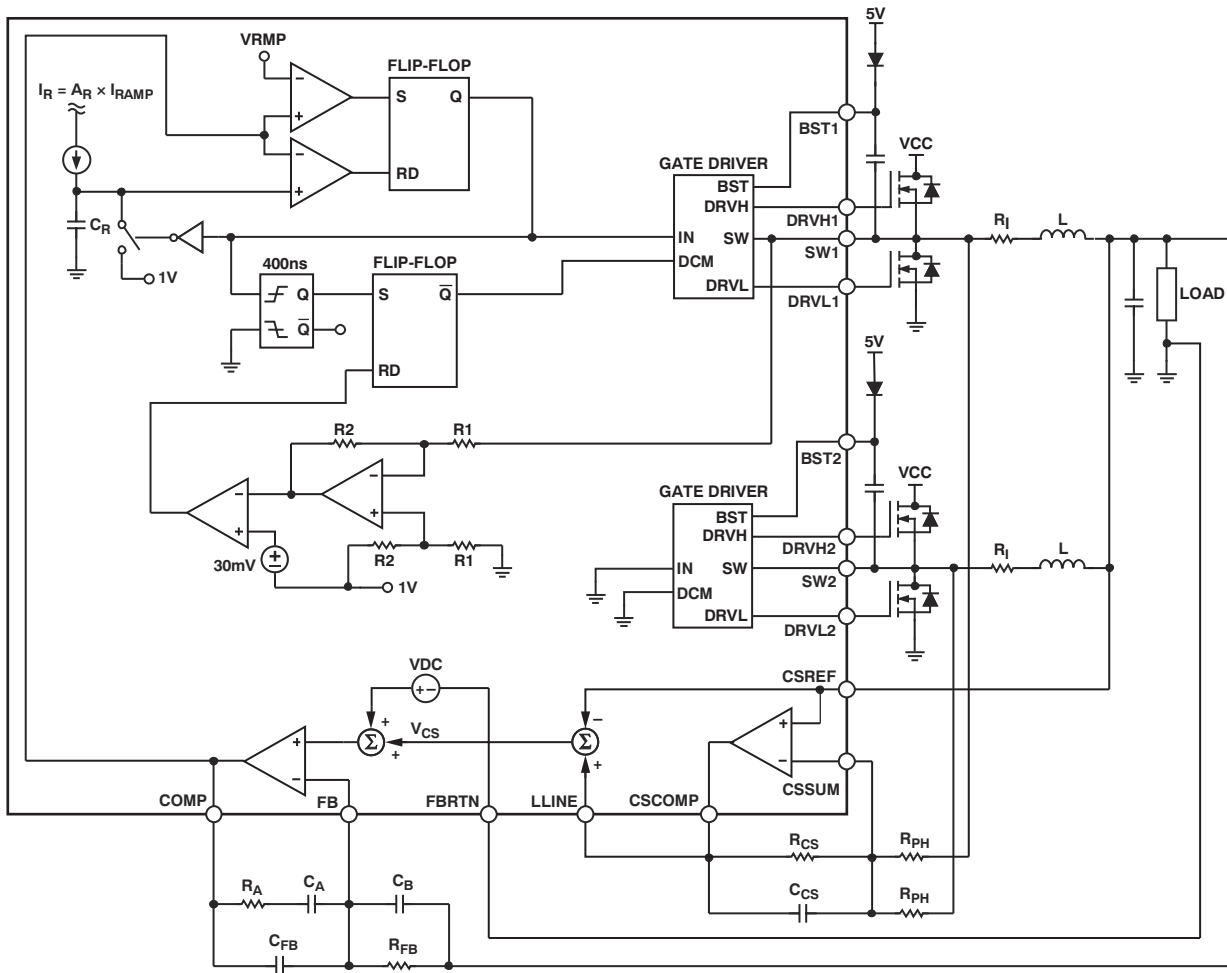 5V
VRMP
FLIP-FLOP
I_R = A_R × I_RAMP
S
Q
RD
BST1
VCC
GATE DRIVER
BST
DRVH
DRVH1
IN
SW
SW1
DCM
DRVL
DRVL1
R_I
L
LOAD
C_R
1V
400ns
Q
Q̅
FLIP-FLOP
S
Q̅
RD
5V
R2
R1
BST2
VCC
GATE DRIVER
BST
DRVH
DRVH2
IN
SW
SW2
DCM
DRVL
DRVL2
R_I
L
30mV
R2
R1
1V
VDC
CSREF
V_CS
Σ
Σ
CSSUM
COMP
FB
FBRTN
LLINE
CSCOMP
R_CS
R_PH
C_CS
R_PH
R_A
C_A
C_B
C_FB
R_FB